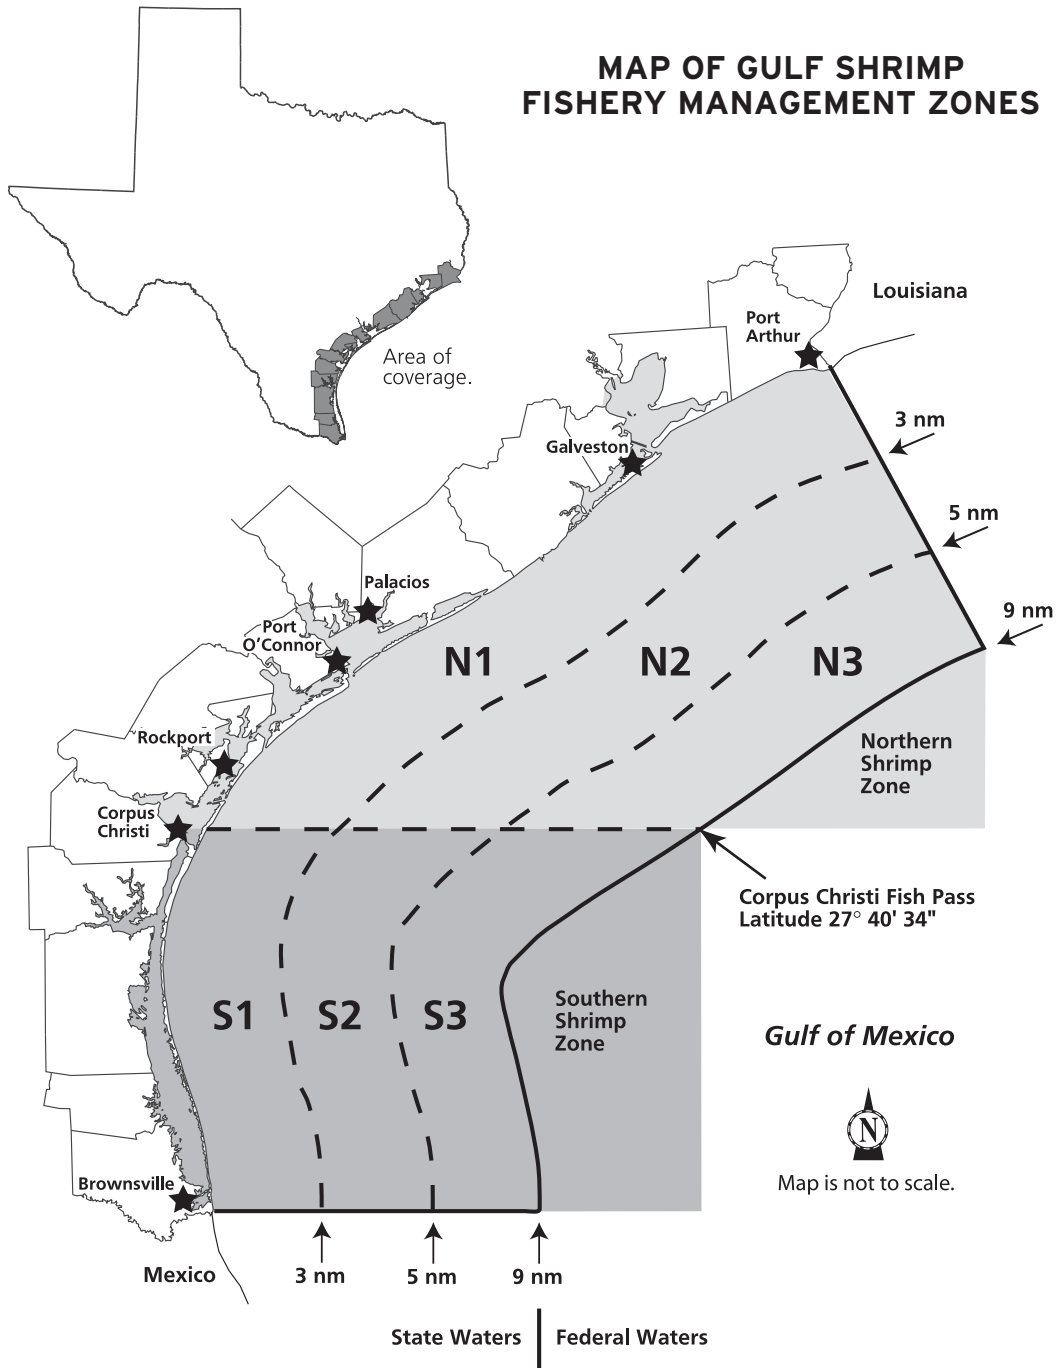 MAP OF GULF SHRIMP
FISHERY MANAGEMENT ZONES
Area of
coverage.
Louisiana
Port
Arthur
3 nm
Galveston
5 nm
Palacios
9 nm
Port
O'Connor
N1
N2
N3
Rockport
Northern
Shrimp
Zone
Corpus
Christi
Corpus Christi Fish Pass
Latitude 27° 40' 34"
S1
S2
S3
Southern
Shrimp
Zone
Gulf of Mexico
N
Map is not to scale.
Brownsville
Mexico
3 nm
5 nm
9 nm
State Waters
Federal Waters